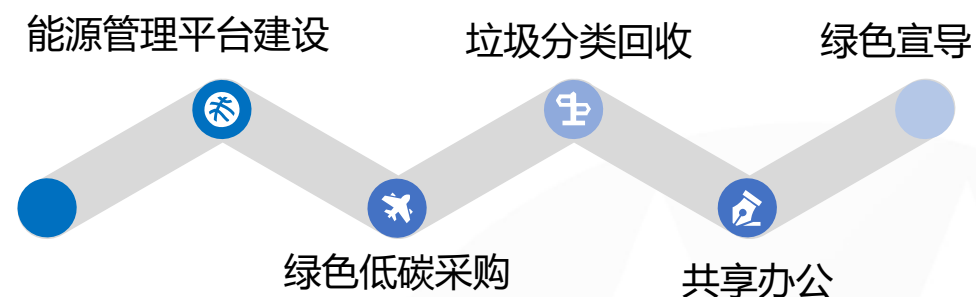 能源管理平台建设
垃圾分类回收
绿色宣导
绿色低碳采购
共享办公